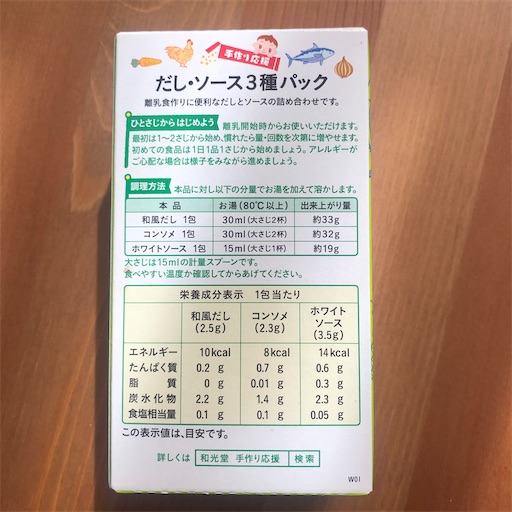 手作り応援
だし・ソース3種パック
離乳食作りに便利なだしとソースの詰め合わせです。
ひとさじからはじめよう 離乳開始時からお使いいただけます。
最初は1〜2さじから始め、慣れたら量・回数を次第に増やせます。
初めての食品は1日1品1さじから始めましょう。アレルギーが
ご心配な場合は様子をみながら進めましょう。
調理方法 本品に対し以下の分量でお湯を加えて溶かします。
本品 お湯(80℃以上) 出来上がり量
和風だし 1包 30ml(大さじ2杯) 約33g
コンソメ 1包 30ml(大さじ2杯) 約32g
ホワイトソース 1包 15ml(大さじ1杯) 約19g
大さじは15mlの計量スプーンです。
食べやすい温度か確認してからあげてください。
栄養成分表示 1包当たり
和風だし (2.5g) コンソメ (2.3g) ホワイトソース (3.5g)
エネルギー 10kcal 8kcal 14kcal
たんぱく質 0.2 g 0.7 g 0.6 g
脂質 0 g 0.01 g 0.3 g
炭水化物 2.2 g 1.4 g 2.3 g
食塩相当量 0.1 g 0.1 g 0.05 g
この表示値は、目安です。
詳しくは 和光堂 手作り応援 検索
W01